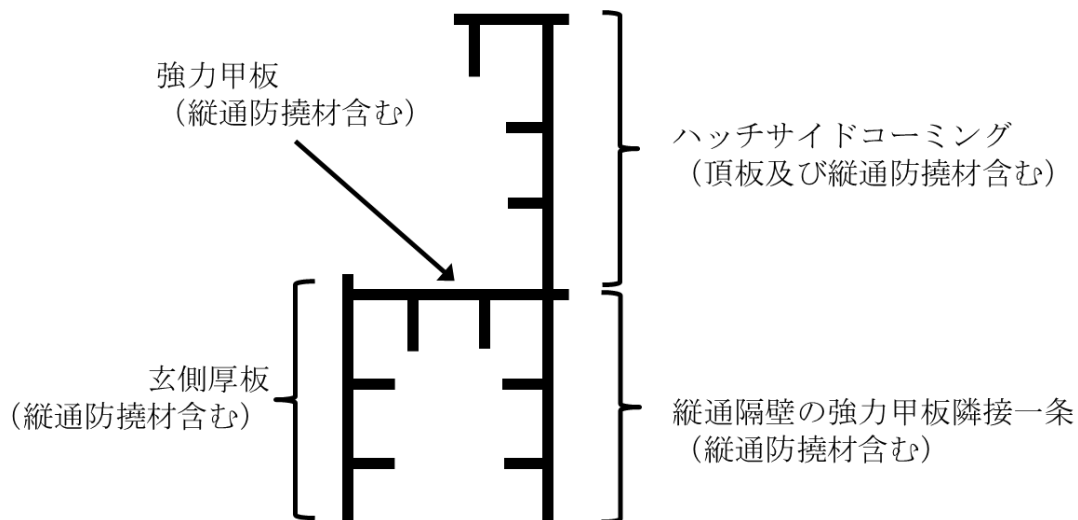 強力甲板
（縦通防撓材含む）
ハッチサイドコーミング
（頂板及び縦通防撓材含む）
玄側厚板
（縦通防撓材含む）
縦通隔壁の強力甲板隣接一条
（縦通防撓材含む）